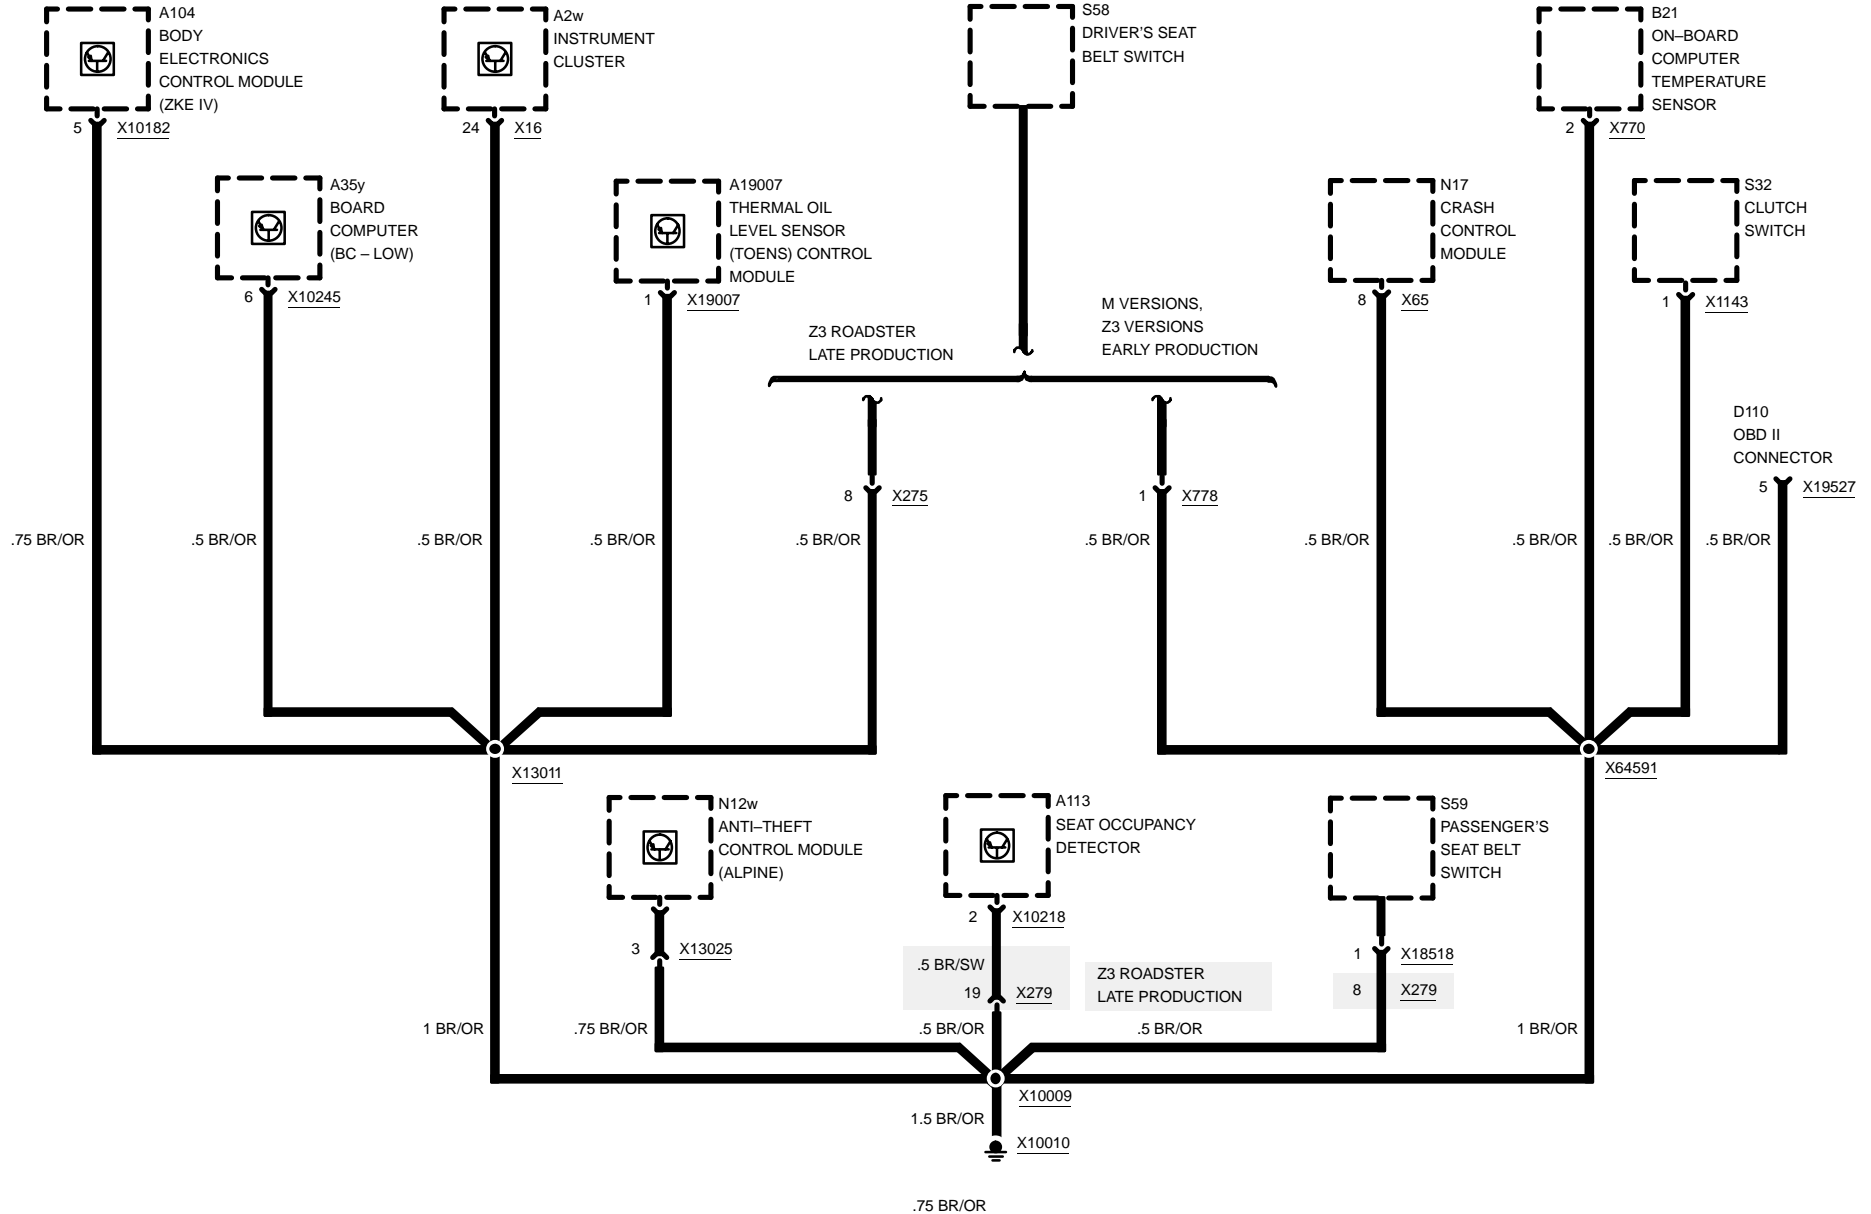 A104
BODY
ELECTRONICS
CONTROL MODULE
(ZKE IV)
5 X10182
A2w
INSTRUMENT
CLUSTER
24 X16
S58
DRIVER'S SEAT
BELT SWITCH
B21
ON–BOARD
COMPUTER
TEMPERATURE
SENSOR
2 X770
A35y
BOARD
COMPUTER
(BC – LOW)
6 X10245
A19007
THERMAL OIL
LEVEL SENSOR
(TOENS) CONTROL
MODULE
1 X19007
N17
CRASH
CONTROL
MODULE
8 X65
S32
CLUTCH
SWITCH
1 X1143
Z3 ROADSTER
LATE PRODUCTION
M VERSIONS,
Z3 VERSIONS
EARLY PRODUCTION
D110
OBD II
CONNECTOR
8 X275
1 X778
5 X19527
.75 BR/OR
.5 BR/OR
.5 BR/OR
.5 BR/OR
.5 BR/OR
.5 BR/OR
.5 BR/OR
.5 BR/OR
.5 BR/OR
.5 BR/OR
X13011
X64591
N12w
ANTI–THEFT
CONTROL MODULE
(ALPINE)
3 X13025
A113
SEAT OCCUPANCY
DETECTOR
2 X10218
.5 BR/SW
19 X279
Z3 ROADSTER
LATE PRODUCTION
S59
PASSENGER'S
SEAT BELT
SWITCH
1 X18518
8 X279
1 BR/OR
.75 BR/OR
.5 BR/OR
.5 BR/OR
1 BR/OR
X10009
1.5 BR/OR
X10010
.75 BR/OR